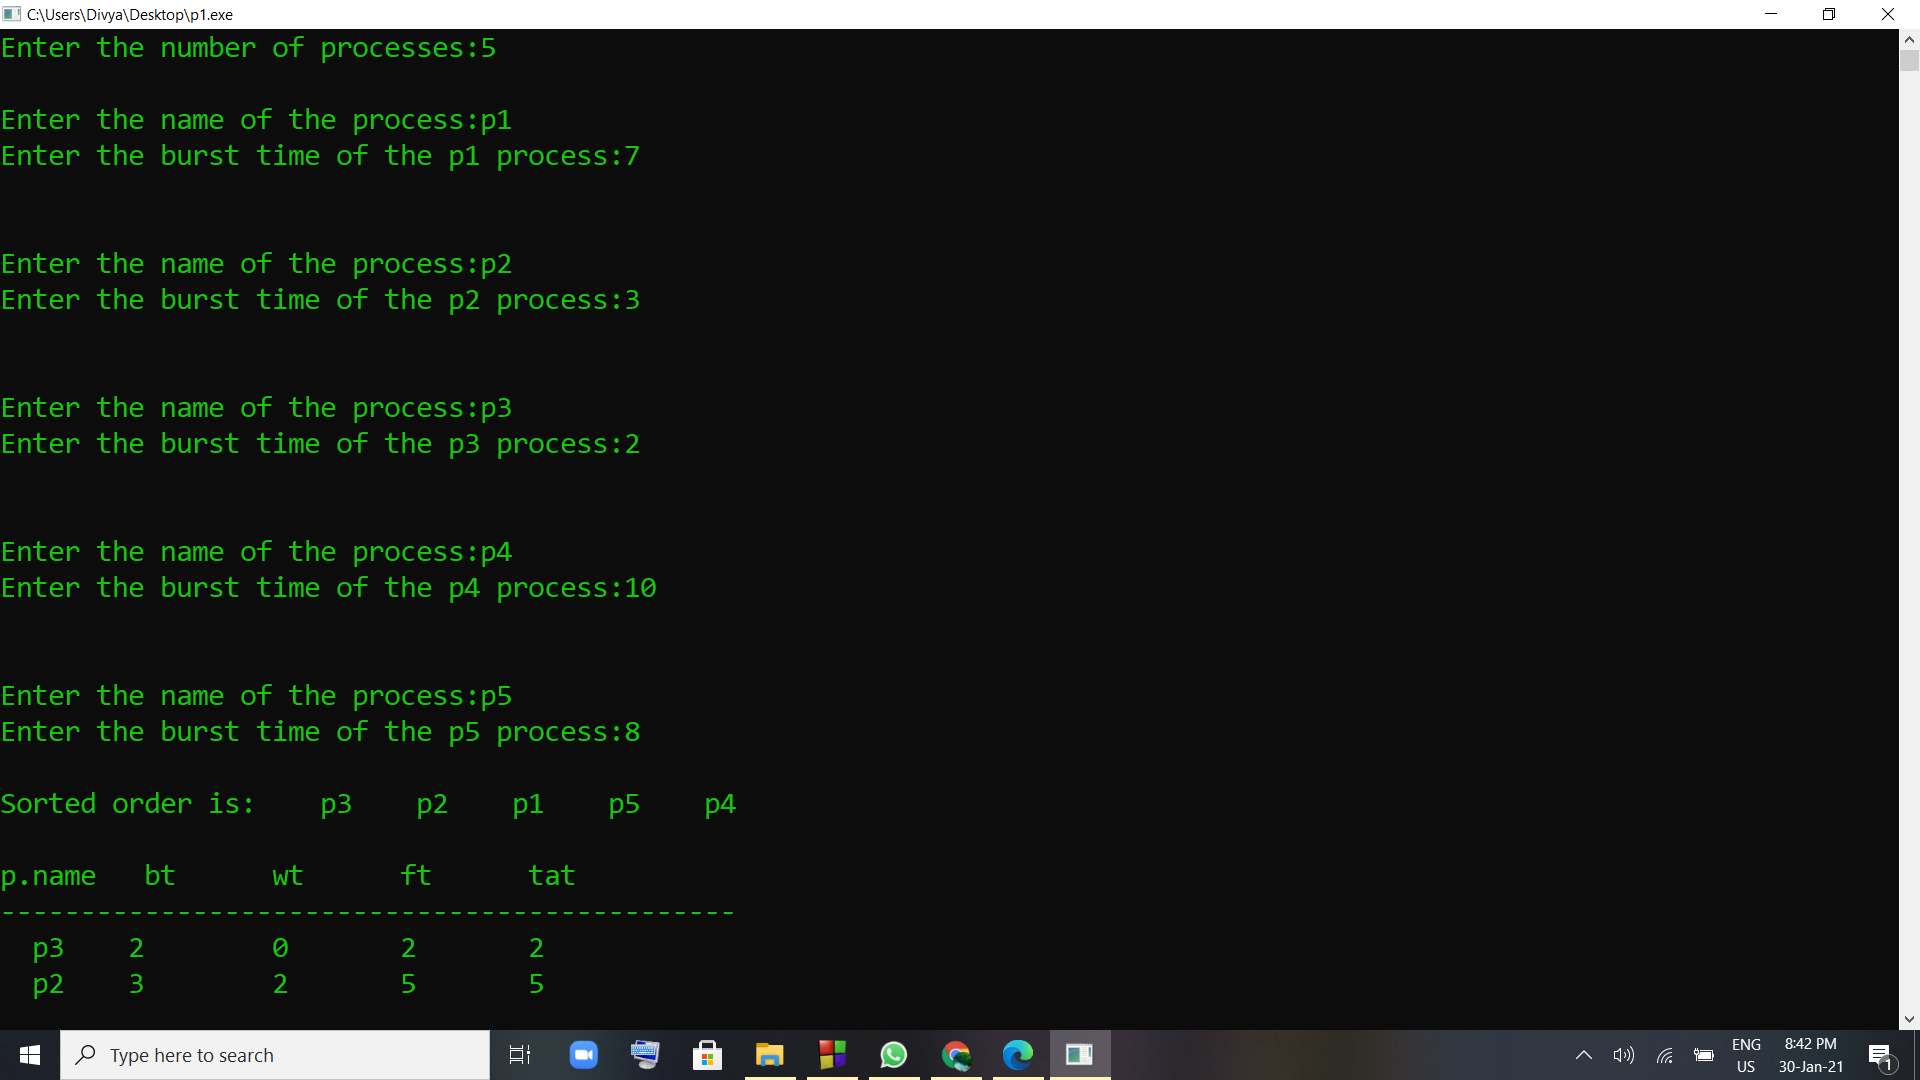 C:\Users\Divya\Desktop\p1.exe
Enter the number of processes:5
Enter the name of the process:p1
Enter the burst time of the p1 process:7
Enter the name of the process:p2
Enter the burst time of the p2 process:3
Enter the name of the process:p3
Enter the burst time of the p3 process:2
Enter the name of the process:p4
Enter the burst time of the p4 process:10
Enter the name of the process:p5
Enter the burst time of the p5 process:8
Sorted order is: p3 p2 p1 p5 p4
p.name bt wt ft tat
----------------------------------------------
p3 2 0 2 2
p2 3 2 5 5
Type here to search
ENG
US
8:42 PM
30-Jan-21
1